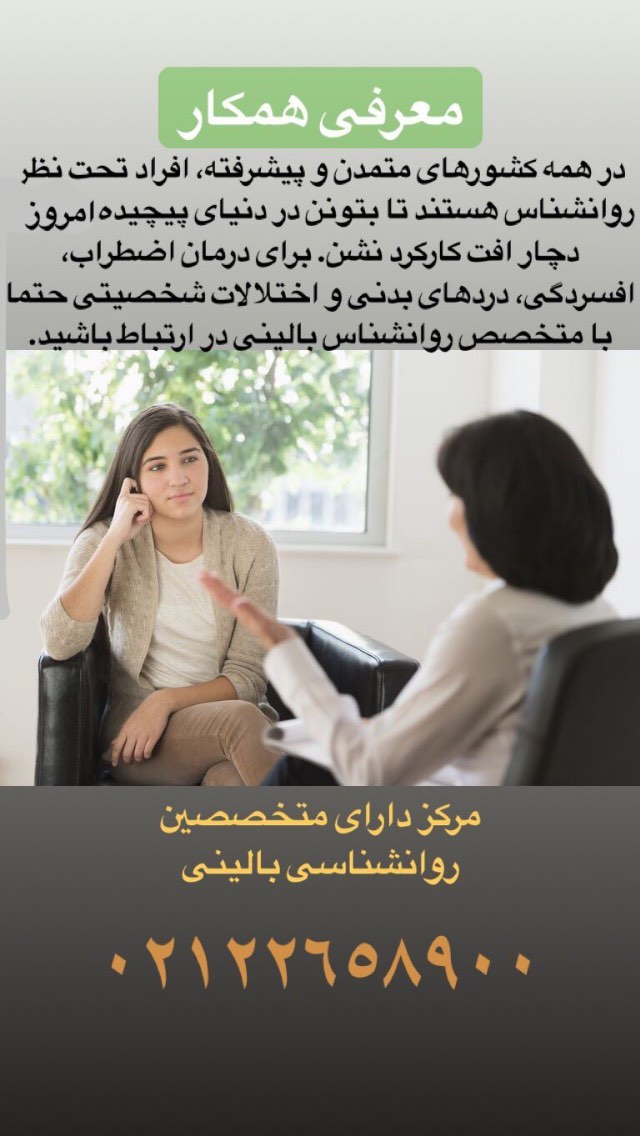 معرفی همکار
در همه کشورهای متمدن و پیشرفته، افراد تحت نظر
روانشناس هستند تا بتونن در دنیای پیچیده امروز
دچار افت کارکرد نشن. برای درمان اضطراب،
افسردگی، دردهای بدنی و اختلالات شخصیتی حتما
با متخصص روانشناس بالینی در ارتباط باشید.
مرکز دارای متخصصین
روانشناسی بالینی
۰۲۱۲۲٦٥۸۹۰۰